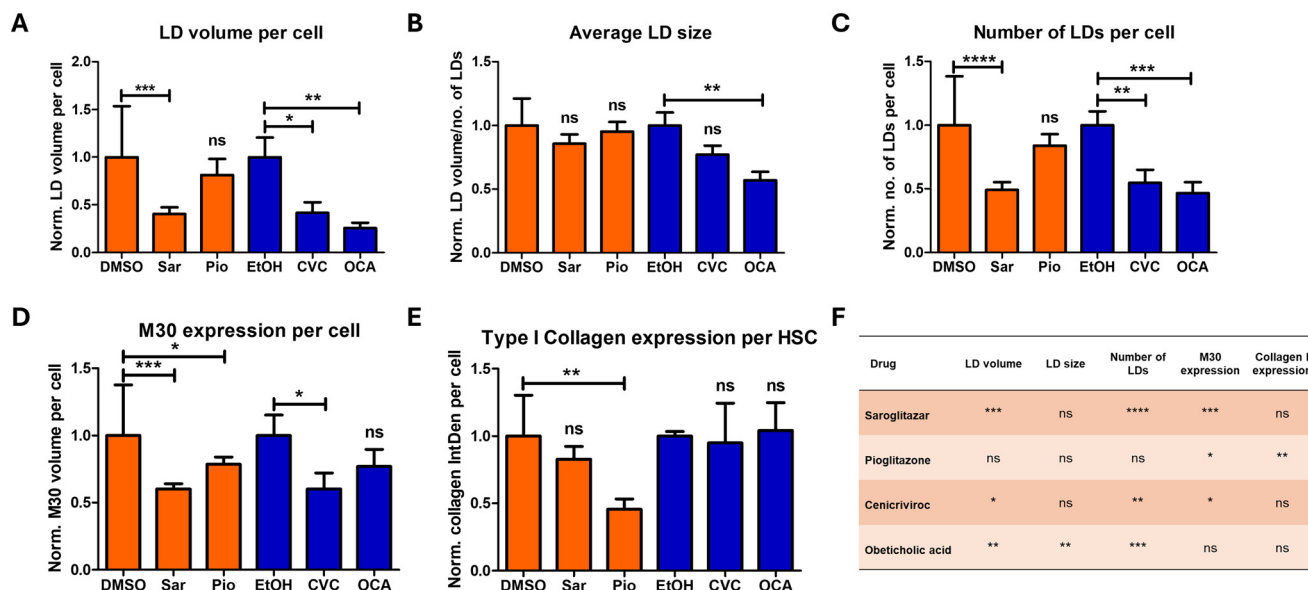 A
LD volume per cell
Norm. LD volume per cell
2.0
1.5
1.0
0.5
0.0
***
ns
**
*
DMSO Sar Pio EtOH CVC OCA
B
Average LD size
Norm. LD volume/no. of LDs
1.5
1.0
0.5
0.0
ns
ns
**
ns
DMSO Sar Pio EtOH CVC OCA
C
Number of LDs per cell
Norm. no. of LDs per cell
1.5
1.0
0.5
0.0
****
ns
***
**
DMSO Sar Pio EtOH CVC OCA
D
M30 expression per cell
Norm. M30 volume per cell
1.5
1.0
0.5
0.0
*
***
*
ns
DMSO Sar Pio EtOH CVC OCA
E
Type I Collagen expression per HSC
Norm. collagen IntDen per cell
1.5
1.0
0.5
0.0
**
ns
ns
ns
DMSO Sar Pio EtOH CVC OCA
F
Drug LD volume LD size Number of LDs M30 expression Collagen I expression
Saroglitazar *** ns **** *** ns
Pioglitazone ns ns ns * **
Cenicriviroc * ns ** * ns
Obeticholic acid ** ** *** ns ns